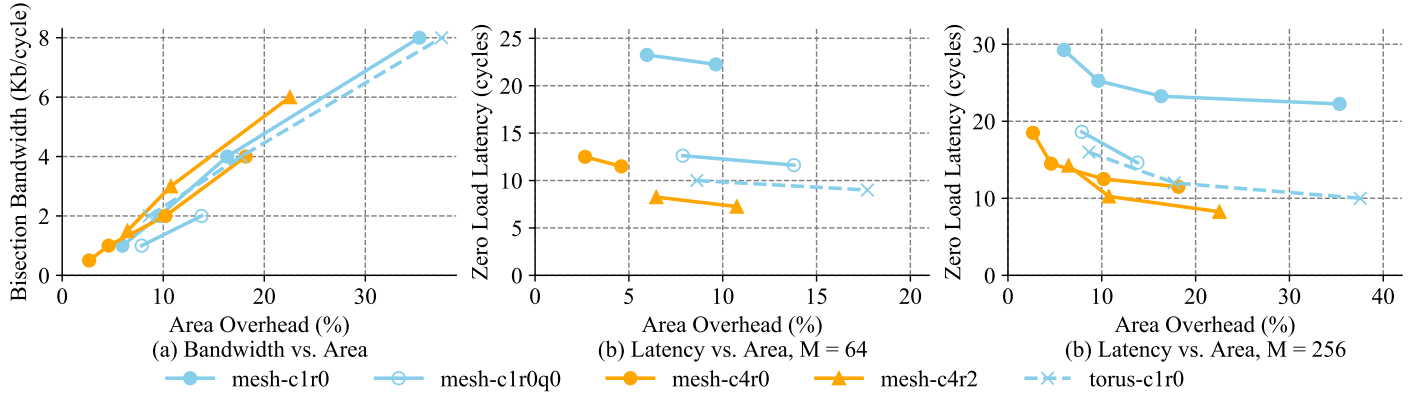 Bisection Bandwidth (Kb/cycle)
8
6
4
2
0
0
10
20
30
Area Overhead (%)
(a) Bandwidth vs. Area
Zero Load Latency (cycles)
25
20
15
10
5
0
0
5
10
15
20
Area Overhead (%)
(b) Latency vs. Area, M = 64
Zero Load Latency (cycles)
30
20
10
0
0
10
20
30
40
Area Overhead (%)
(b) Latency vs. Area, M = 256
mesh-c1r0
mesh-c1r0q0
mesh-c4r0
mesh-c4r2
torus-c1r0